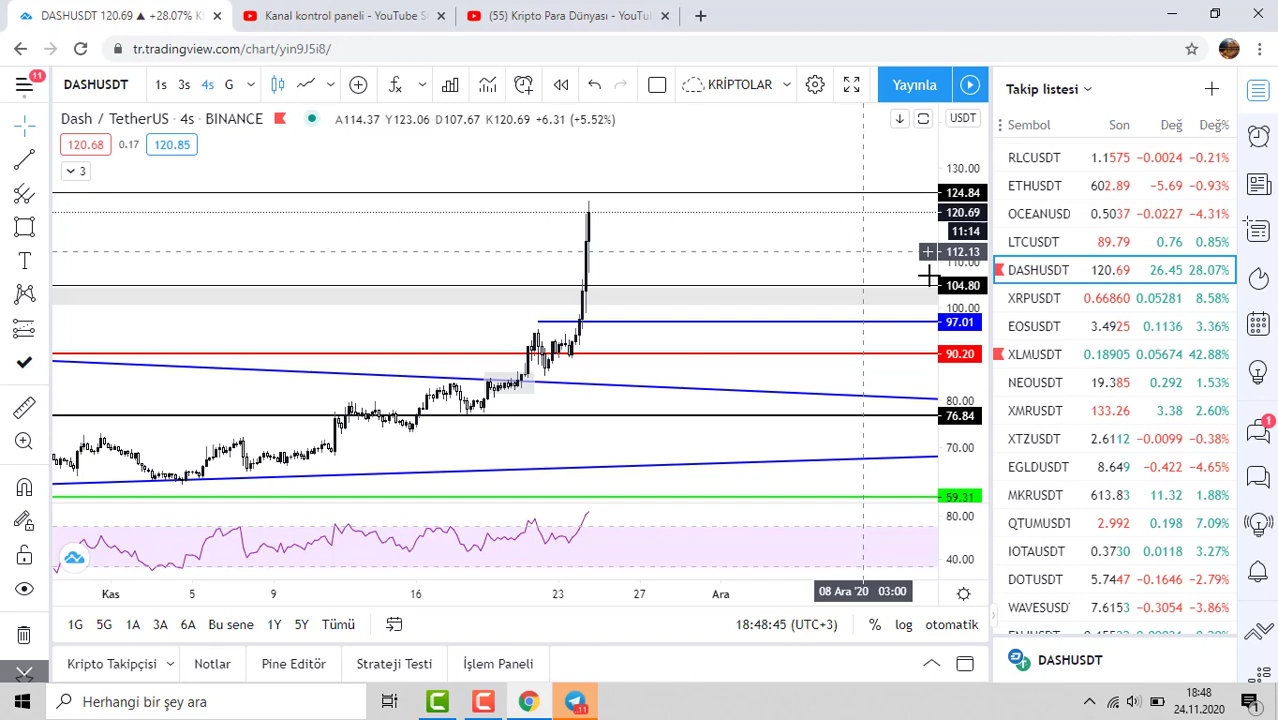 DASHUSDT 120.69 ▲ +28.07% K
Kanal kontrol paneli - YouTube S
(55) Kripto Para Dünyası - YouTu
tr.tradingview.com/chart/yin9J5i8/
11
DASHUSDT
1s
3s
4s
G
KRİPTOLAR
Yayınla
Takip listesi
Dash / TetherUS · 4s · BINANCE
A114.37 Y123.06 D107.67 K120.69 +6.31 (+5.52%)
USDT
Sembol Son Değ Değ%
120.68 0.17 120.85
3
RLCUSDT 1.1575 −0.0024 −0.21%
ETHUSDT 602.89 −5.69 −0.93%
OCEANUSD 0.5037 −0.0227 −4.31%
LTCUSDT 89.79 0.76 0.85%
DASHUSDT 120.69 26.45 28.07%
XRPUSDT 0.66860 0.05281 8.58%
EOSUSDT 3.4925 0.1136 3.36%
XLMUSDT 0.18905 0.05674 42.88%
NEOUSDT 19.385 0.292 1.53%
XMRUSDT 133.26 3.38 2.60%
XTZUSDT 2.6112 −0.0099 −0.38%
EGLDUSDT 8.649 −0.422 −4.65%
MKRUSDT 613.83 11.32 1.88%
QTUMUSDT 2.992 0.198 7.09%
IOTAUSDT 0.3730 0.0118 3.27%
DOTUSDT 5.7447 −0.1646 −2.79%
WAVESUSD 7.6153 −0.3054 −3.86%
130.00
124.84
120.69
11:14
112.13
110.00
104.80
100.00
97.01
90.20
80.00
76.84
70.00
59.31
80.00
40.00
1
Kas 5 9 16 23 27 Ara 08 Ara '20 03:00
1G 5G 1A 3A 6A Bu sene 1Y 5Y Tümü
18:48:45 (UTC+3) % log otomatik
Kripto Takipçisi Notlar Pine Editörü Strateji Testi İşlem Paneli
DASHUSDT
Herhangi bir şey ara
11
18:48
24.11.2020
1